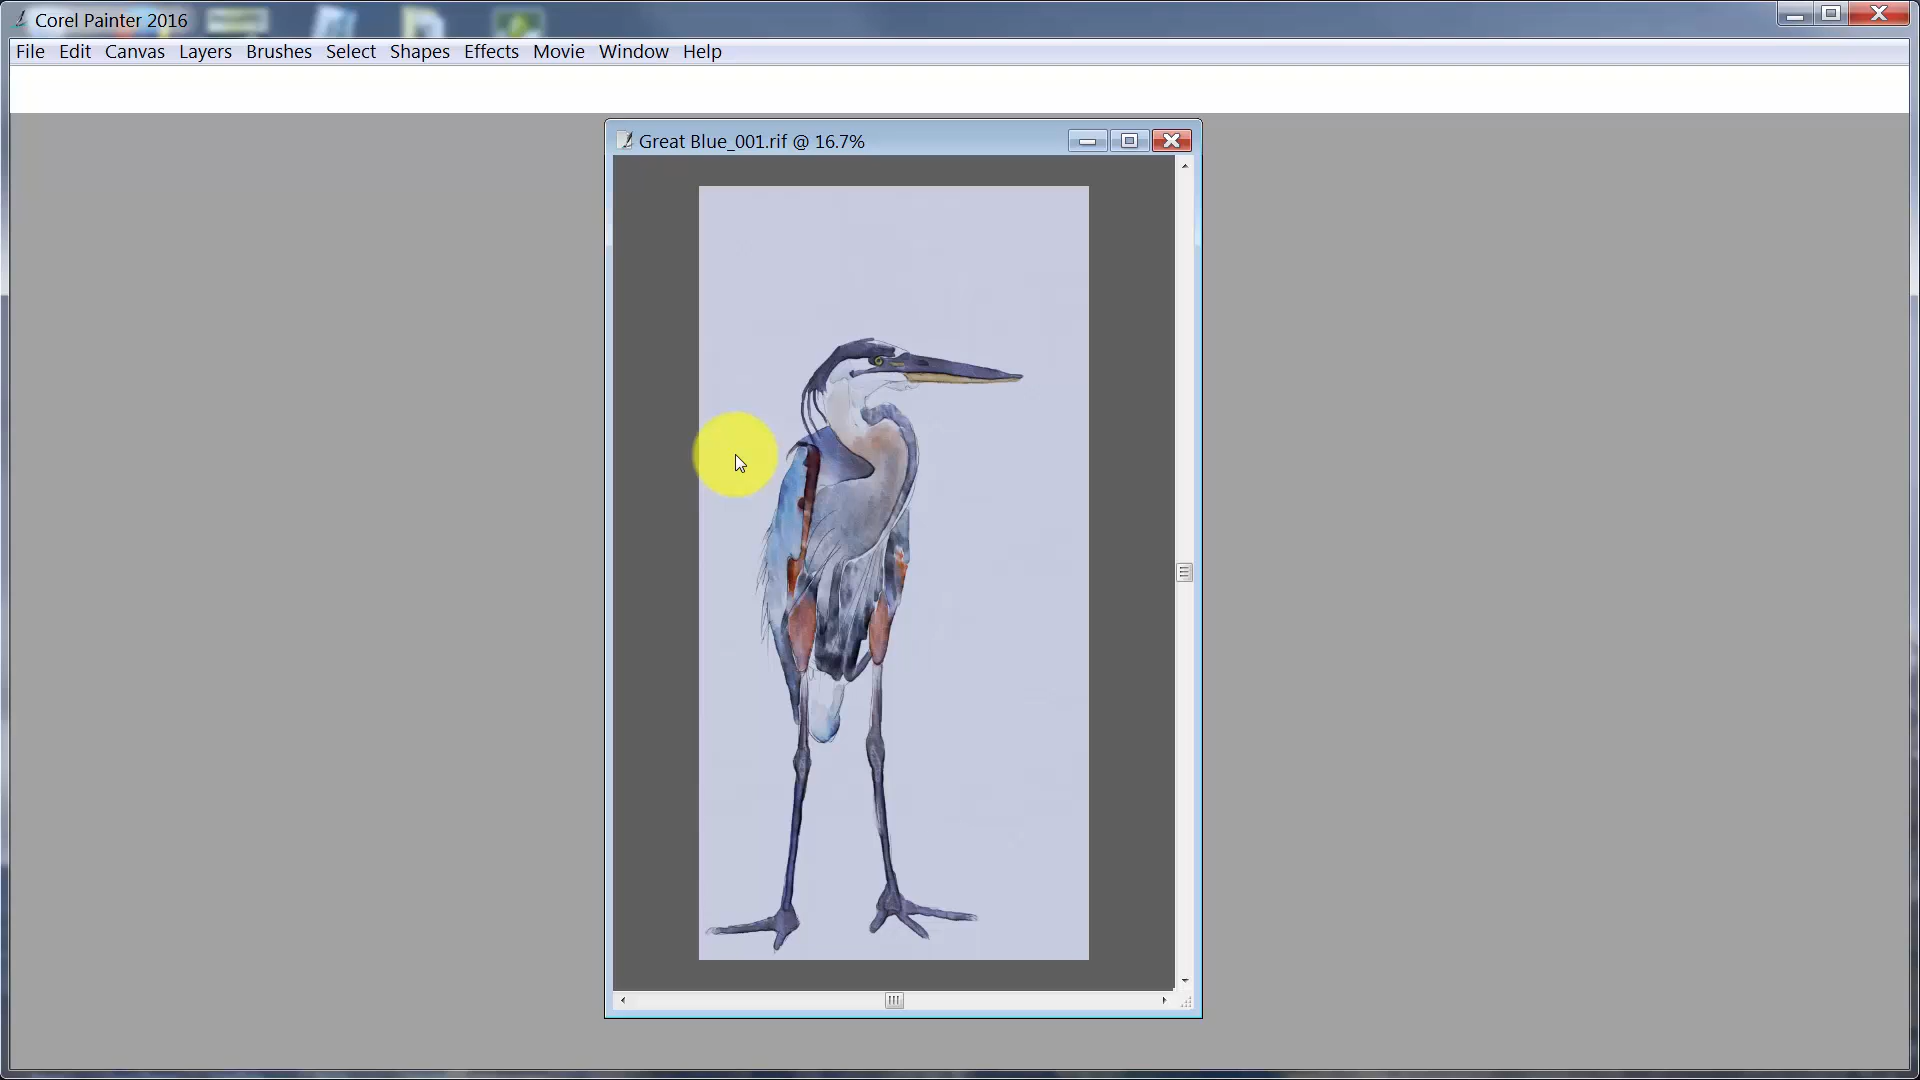 Corel Painter 2016
File Edit Canvas Layers Brushes Select Shapes Effects Movie Window Help
Great Blue_001.rif @ 16.7%